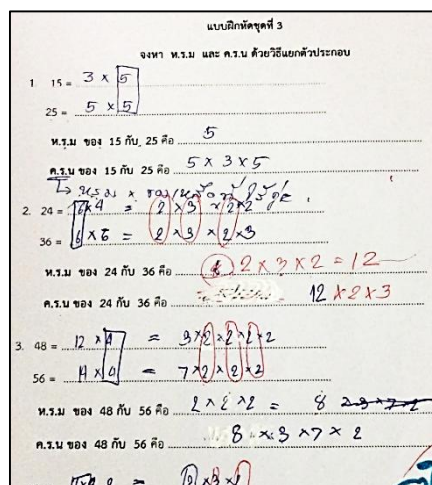 แบบฝึกหัดชุดที่ 3
จงหา ห.ร.ม และ ค.ร.น ด้วยวิธีแยกตัวประกอบ
1. 15 = 3 × 5
25 = 5 × 5
ห.ร.ม ของ 15 กับ 25 คือ 5
ค.ร.น ของ 15 กับ 25 คือ 5 × 3 × 5
ห.ร.ม ×
2. 24 = 6×4 = 2 × 3 × 2×2
36 = 6 × 6 = 2 × 3 × 2 × 3
ห.ร.ม ของ 24 กับ 36 คือ 2 × 3 × 2 = 12
ค.ร.น ของ 24 กับ 36 คือ 12 × 2 × 3
3. 48 = 12 × 4 = 3×2×2×2×2
56 = 14 × 4 = 7×2×2×2
ห.ร.ม ของ 48 กับ 56 คือ 2 × 2 × 2 = 8
ค.ร.น ของ 48 กับ 56 คือ 8 × 3 × 7 × 2